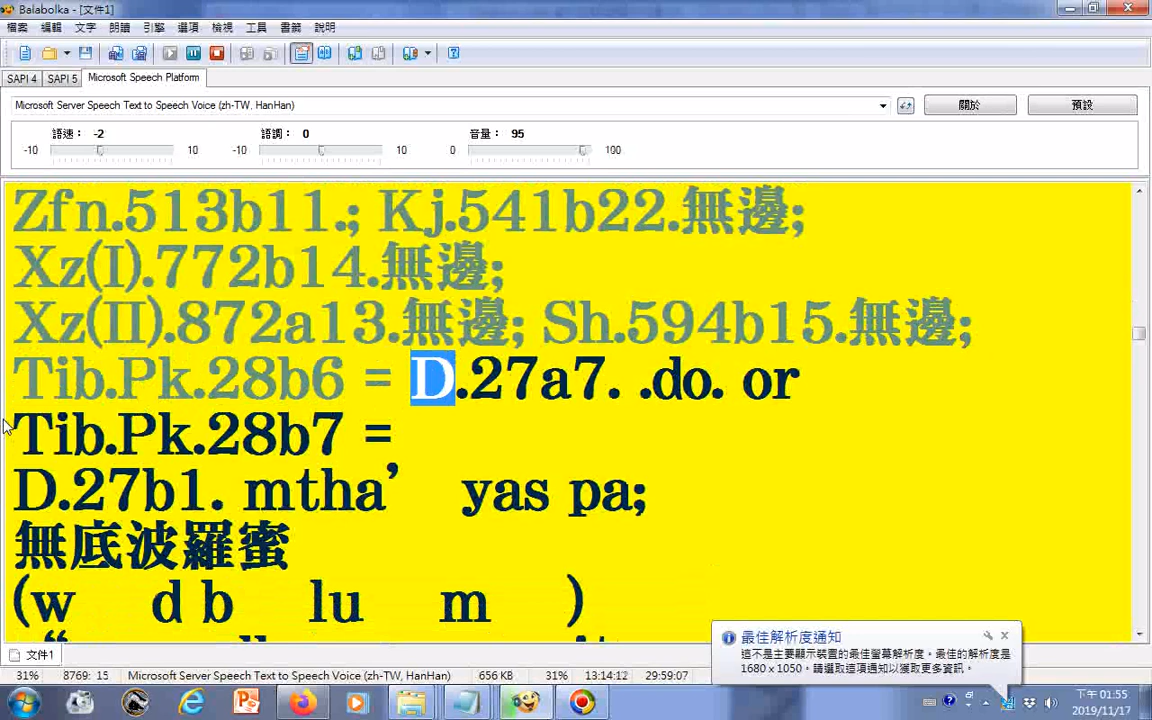 Balabolka - [文件1]
檔案 編輯 文字 朗讀 引擎 選項 檢視 工具 書籤 說明
SAPI 4 SAPI 5 Microsoft Speech Platform
Microsoft Server Speech Text to Speech Voice (zh-TW, HanHan) 關於 預設
語速： -2 語調： 0 音量： 95
-10 10 -10 10 0 100
Zfn.513b11.; Kj.541b22.無邊;
Xz(I).772b14.無邊;
Xz(II).872a13.無邊; Sh.594b15.無邊;
Tib.Pk.28b6 = D.27a7. .do. or
Tib.Pk.28b7 =
D.27b1. mtha’ yas pa;
無底波羅蜜
(w d b lu m )
最佳解析度通知
這不是主要顯示裝置的最佳螢幕解析度。最佳的解析度是
1680 x 1050。請選取這項通知以獲取更多資訊。
文件1
31% 8769: 15 Microsoft Server Speech Text to Speech Voice (zh-TW, HanHan) 656 KB 31% 13:14:12 29:59:07
下午 01:55
2019/11/17